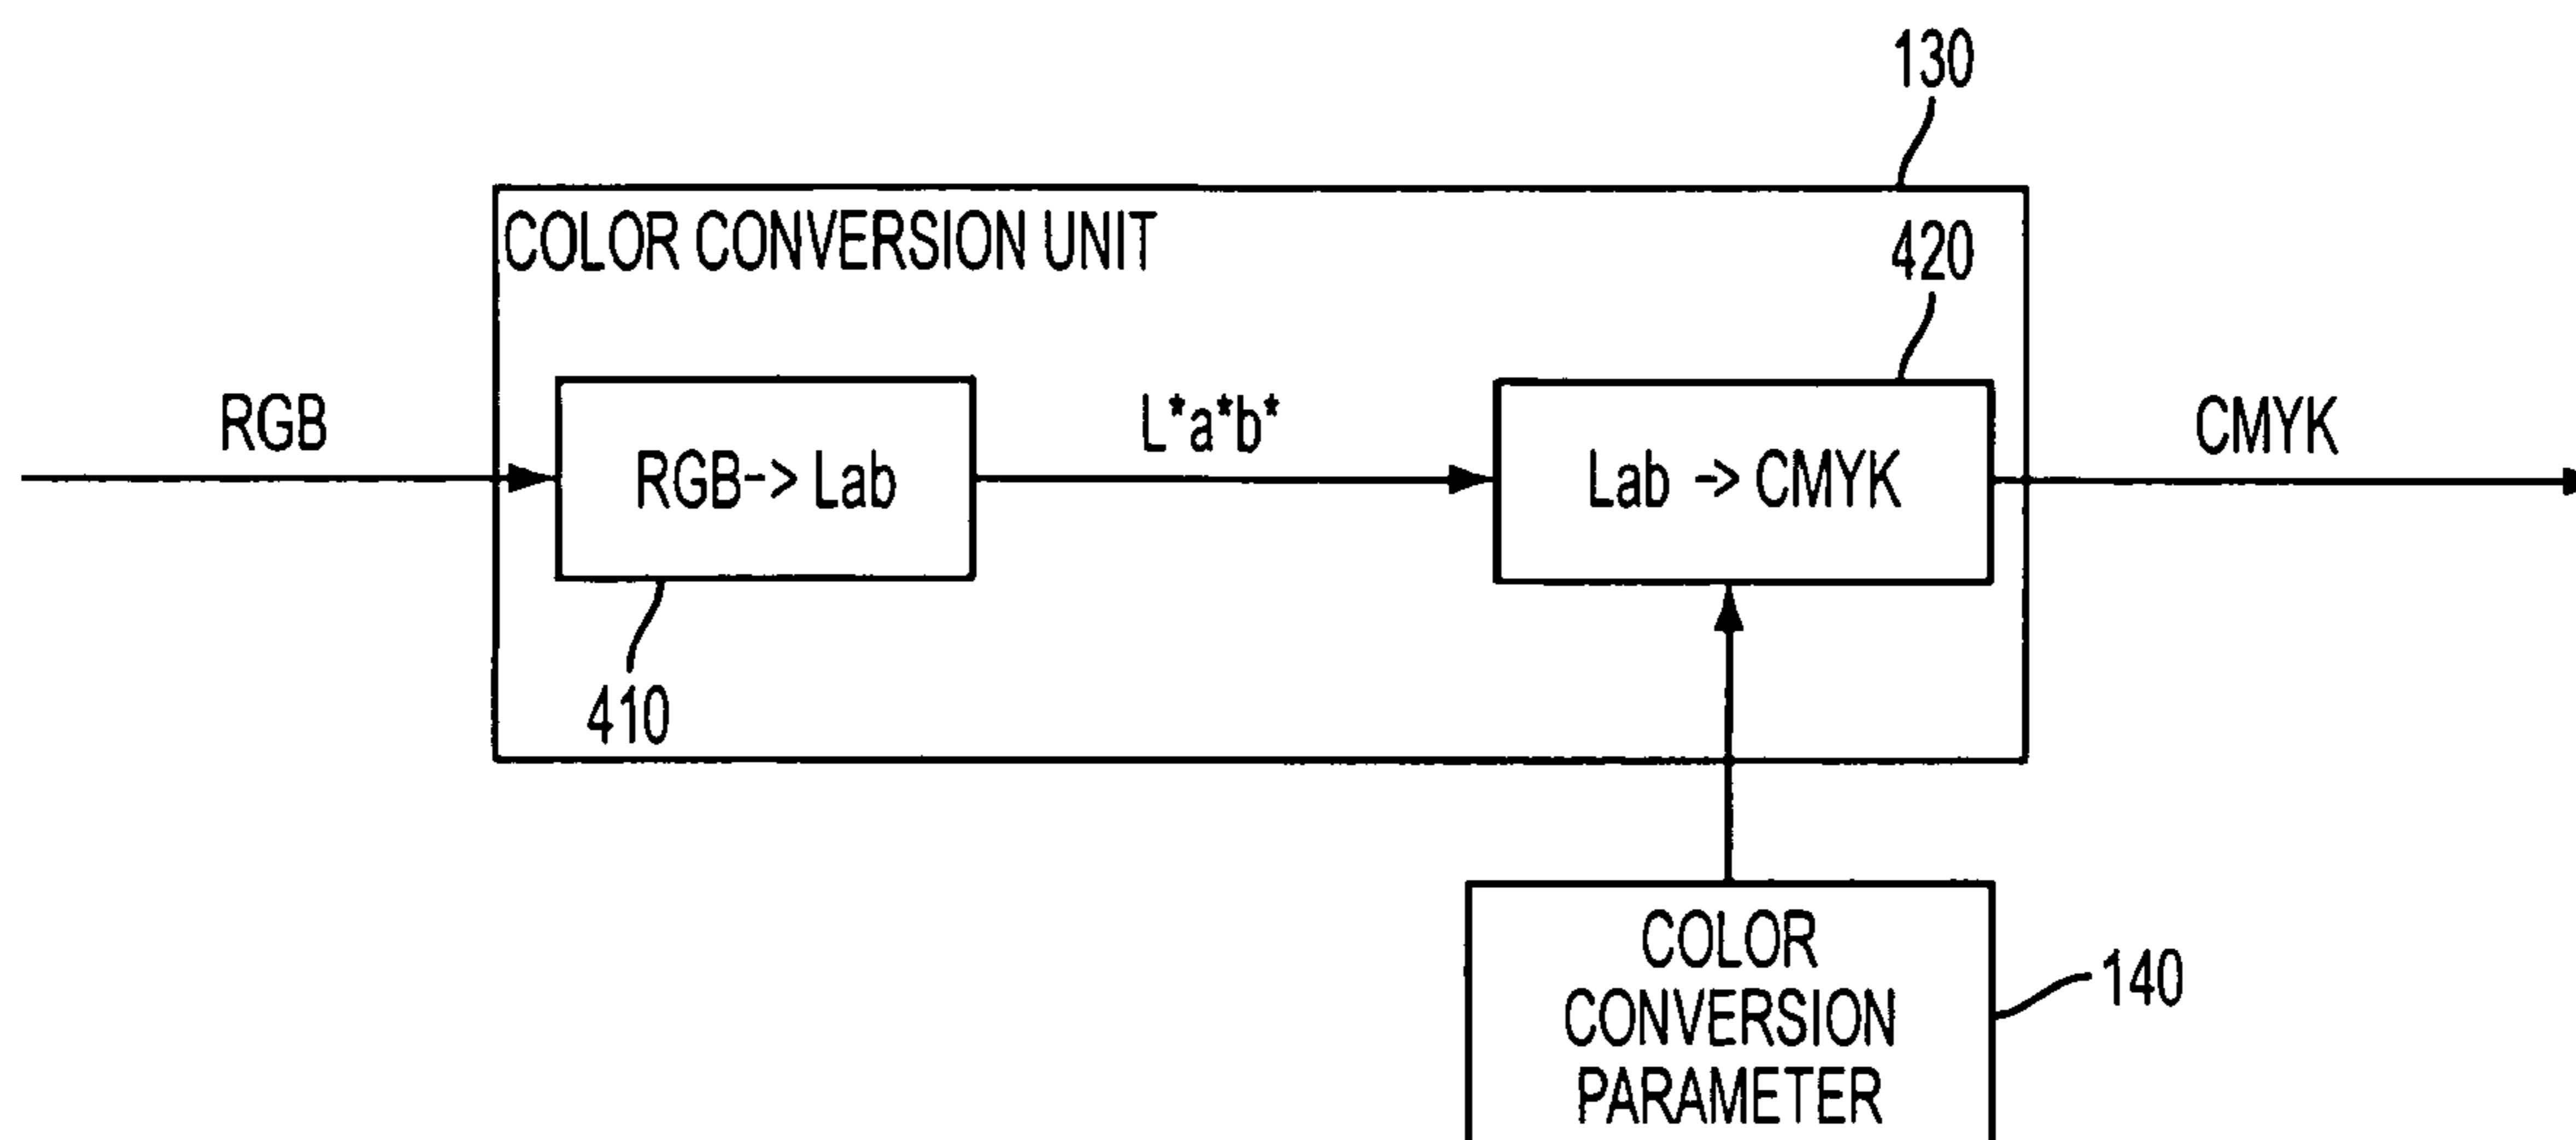 130
COLOR CONVERSION UNIT
420
RGB
RGB-> Lab
L*a*b*
Lab -> CMYK
CMYK
410
COLOR
CONVERSION
PARAMETER
140